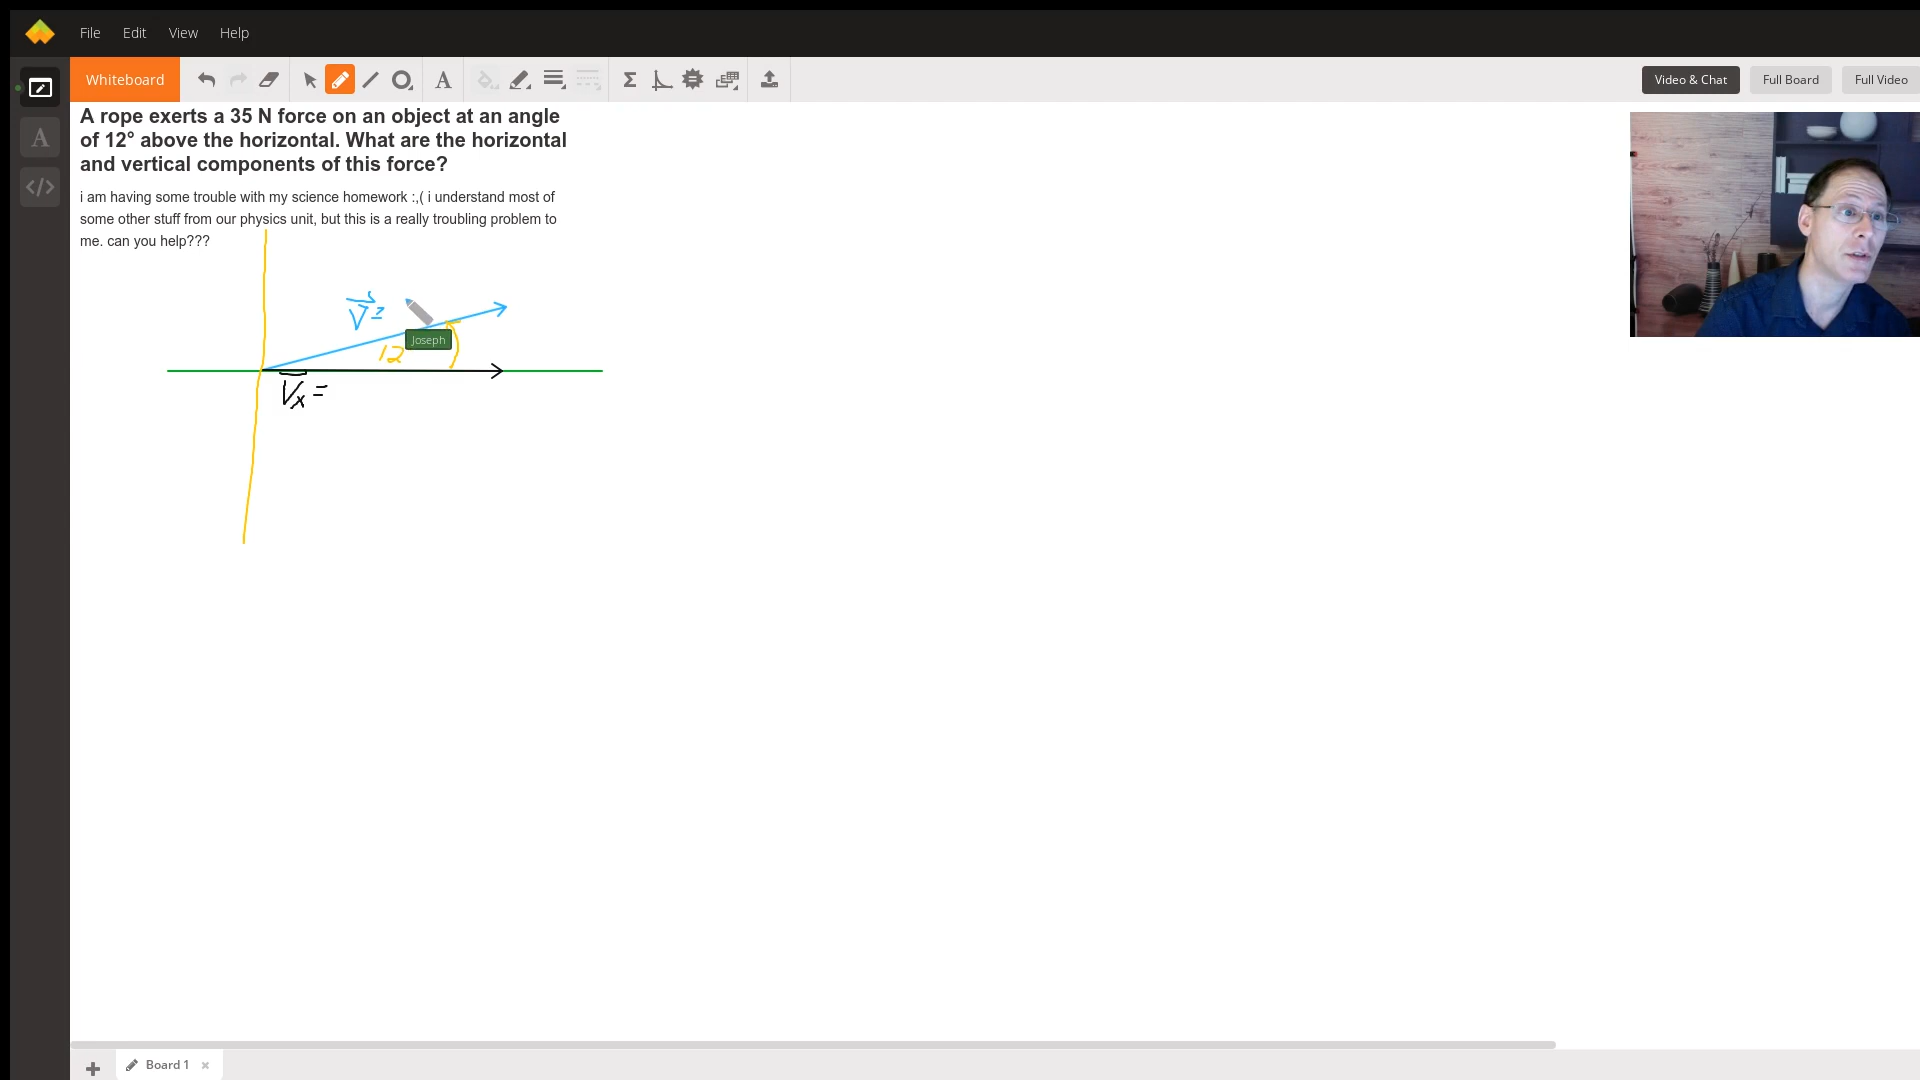 File Edit View Help
Whiteboard
Video & Chat Full Board Full Video
A rope exerts a 35 N force on an object at an angle
of 12° above the horizontal. What are the horizontal
and vertical components of this force?
i am having some trouble with my science homework :,( i understand most of
some other stuff from our physics unit, but this is a really troubling problem to
me. can you help???
V =
Joseph
12
Vx =
Board 1